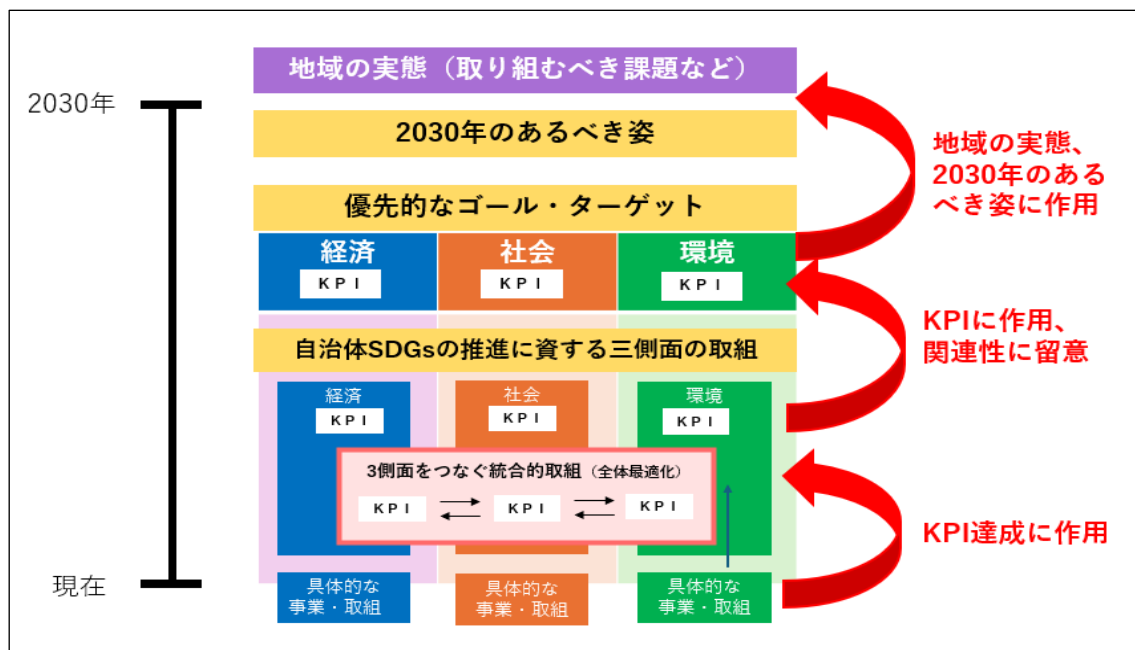 地域の実態（取り組むべき課題など）
2030年
2030年のあるべき姿
地域の実態、
2030年のある
べき姿に作用
優先的なゴール・ターゲット
経済
社会
環境
ＫＰＩ
ＫＰＩ
ＫＰＩ
KPIに作用、
関連性に留意
自治体SDGsの推進に資する三側面の取組
経済
社会
環境
ＫＰＩ
ＫＰＩ
ＫＰＩ
3側面をつなぐ統合的取組（全体最適化）
ＫＰＩ
ＫＰＩ
ＫＰＩ
KPI達成に作用
現在
具体的な
事業・取組
具体的な
事業・取組
具体的な
事業・取組